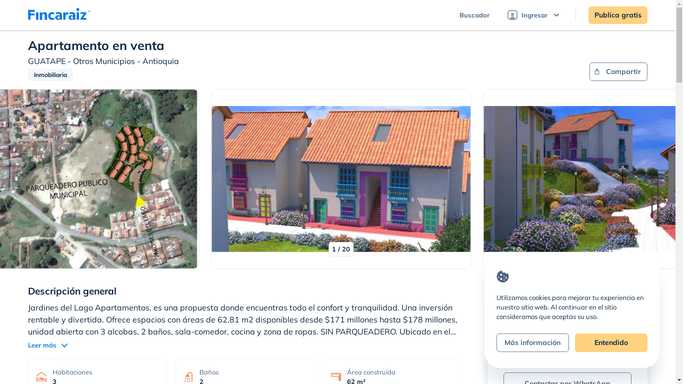 Fincaraiz
Buscador
Ingresar
Publica gratis
Apartamento en venta
GUATAPE - Otros Municipios - Antioquia
Inmobiliaria
Compartir
PARQUEADERO PUBLICO
MUNICIPAL
1 / 20
Descripción general
Jardines del Lago Apartamentos, es una propuesta donde encuentras todo el confort y tranquilidad. Una inversión
rentable y divertida. Ofrece espacios con áreas de 62.81 m2 disponibles desde $171 millones hasta $178 millones,
unidad abierta con 3 alcobas, 2 baños, sala-comedor, cocina y zona de ropas. SIN PARQUEADERO. Ubicado en el...
Leer más
Habitaciones
3
Baños
2
Área construida
62 m²
Utilizamos cookies para mejorar tu experiencia en
nuestro sitio web. Al continuar en el sitio
consideramos que aceptas su uso.
Más información
Entendido
Contactar por WhatsApp